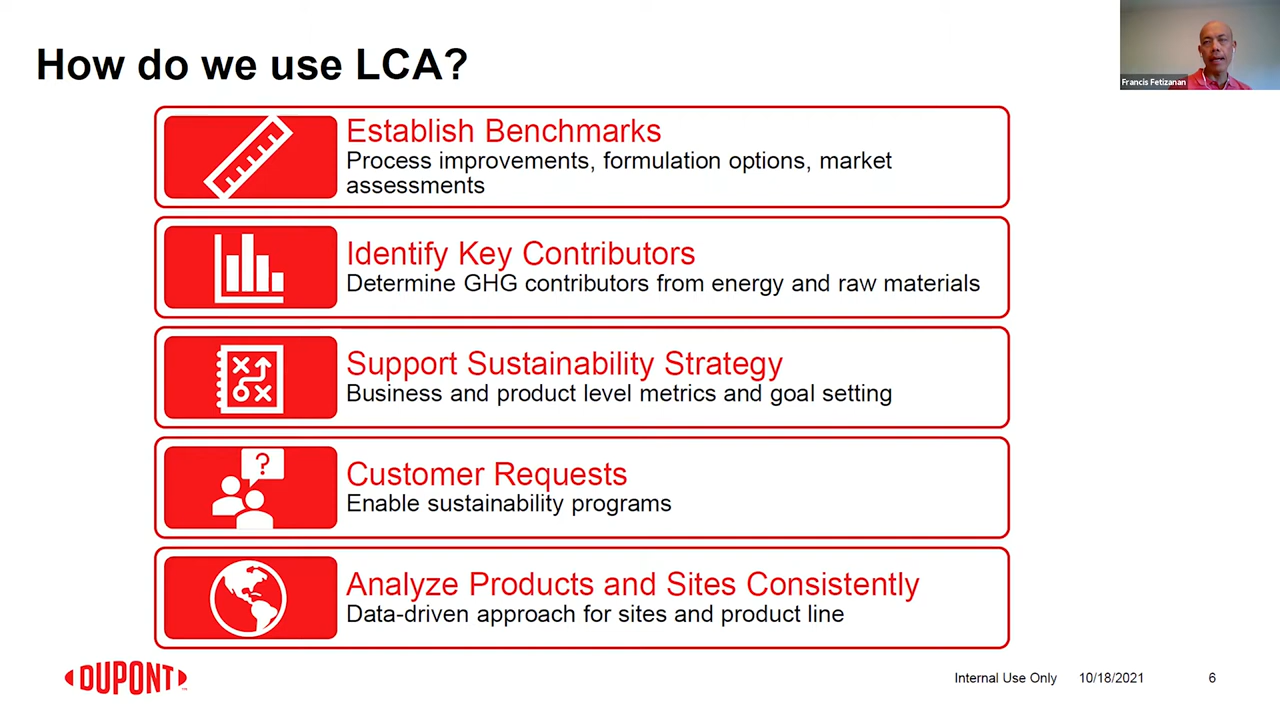 How do we use LCA?
Francis Fetizanan
Establish Benchmarks
Process improvements, formulation options, market
assessments
Identify Key Contributors
Determine GHG contributors from energy and raw materials
Support Sustainability Strategy
Business and product level metrics and goal setting
?
Customer Requests
Enable sustainability programs
Analyze Products and Sites Consistently
Data-driven approach for sites and product line
DUPONT
Internal Use Only 10/18/2021 6